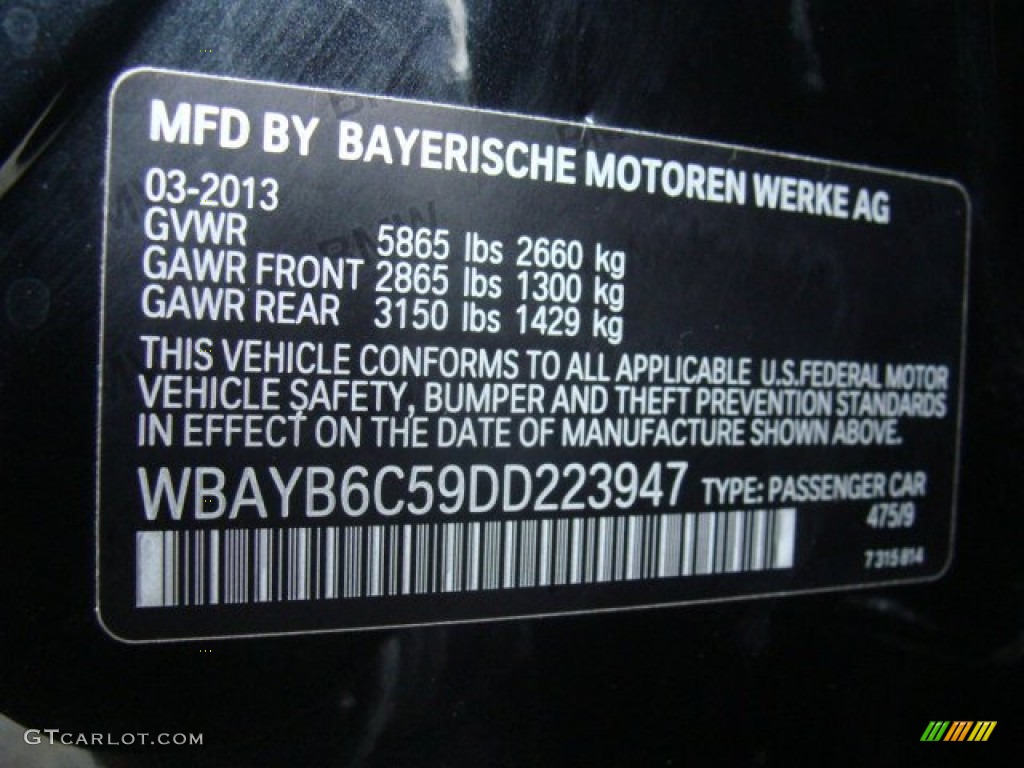 MFD BY BAYERISCHE MOTOREN WERKE AG
03-2013
GVWR 5865 lbs 2660 kg
GAWR FRONT 2865 lbs 1300 kg
GAWR REAR 3150 lbs 1429 kg
THIS VEHICLE CONFORMS TO ALL APPLICABLE U.S.FEDERAL MOTOR
VEHICLE SAFETY, BUMPER AND THEFT PREVENTION STANDARDS
IN EFFECT ON THE DATE OF MANUFACTURE SHOWN ABOVE.
WBAYB6C59DD223947 TYPE: PASSENGER CAR
475/9
7 315 814
GTCARLOT.COM